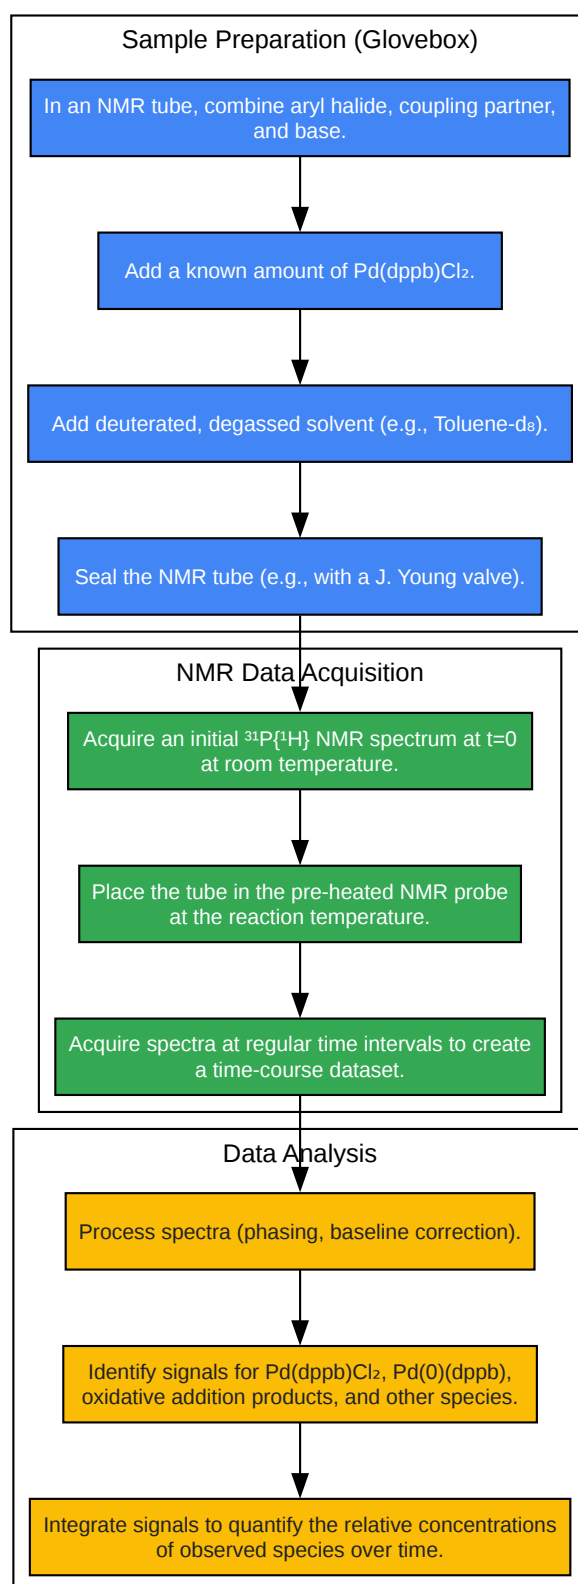 Sample Preparation (Glovebox)
In an NMR tube, combine aryl halide, coupling partner,
and base.
Add a known amount of Pd(dppb)Cl₂.
Add deuterated, degassed solvent (e.g., Toluene-d₈).
Seal the NMR tube (e.g., with a J. Young valve).
NMR Data Acquisition
Acquire an initial ³¹P{¹H} NMR spectrum at t=0
at room temperature.
Place the tube in the pre-heated NMR probe
at the reaction temperature.
Acquire spectra at regular time intervals to create
a time-course dataset.
Data Analysis
Process spectra (phasing, baseline correction).
Identify signals for Pd(dppb)Cl₂, Pd(0)(dppb),
oxidative addition products, and other species.
Integrate signals to quantify the relative concentrations
of observed species over time.